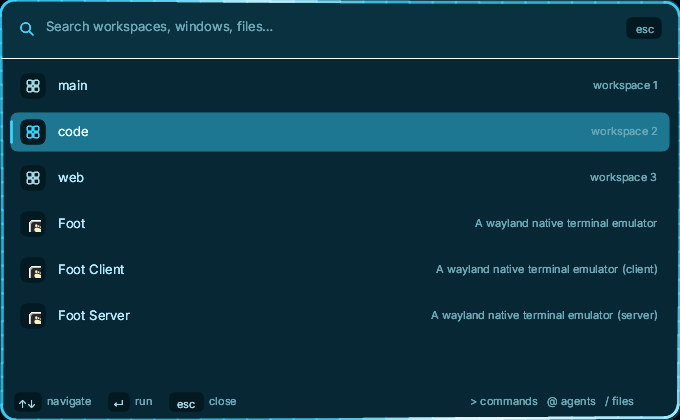 Search workspaces, windows, files... esc
main workspace 1
code workspace 2
web workspace 3
Foot A wayland native terminal emulator
Foot Client A wayland native terminal emulator (client)
Foot Server A wayland native terminal emulator (server)
↑↓ navigate ↵ run esc close > commands @ agents / files